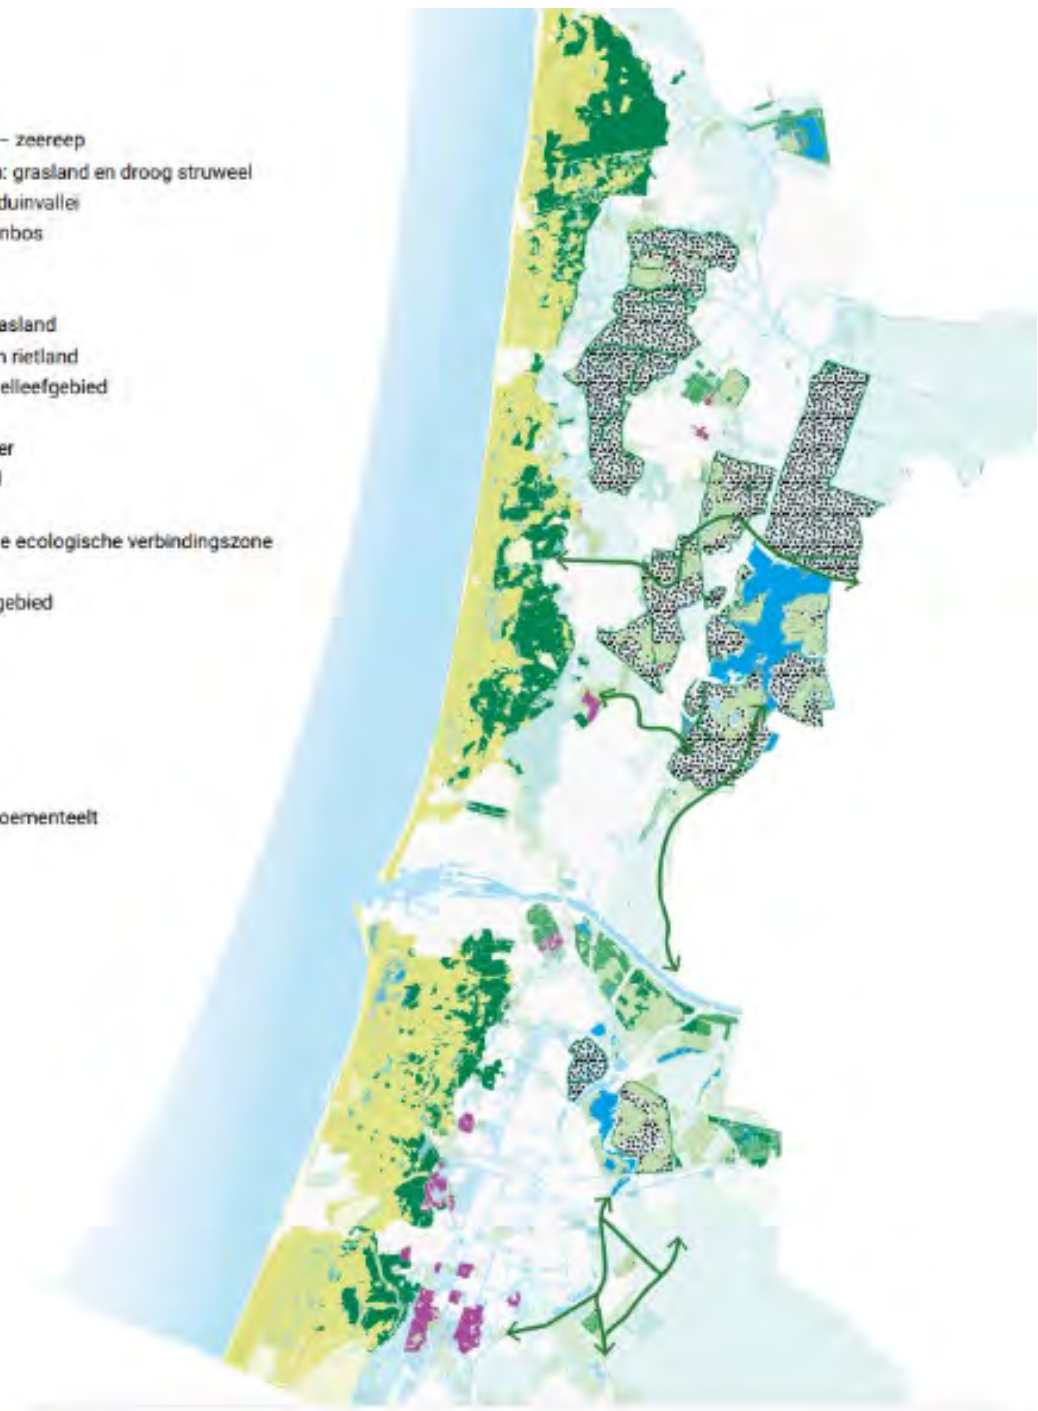 – zeereep
: grasland en droog struweel
duinvallei
nbos
asland
n rietland
elleefgebied
er
e ecologische verbindingszone
gebied
oementeelt